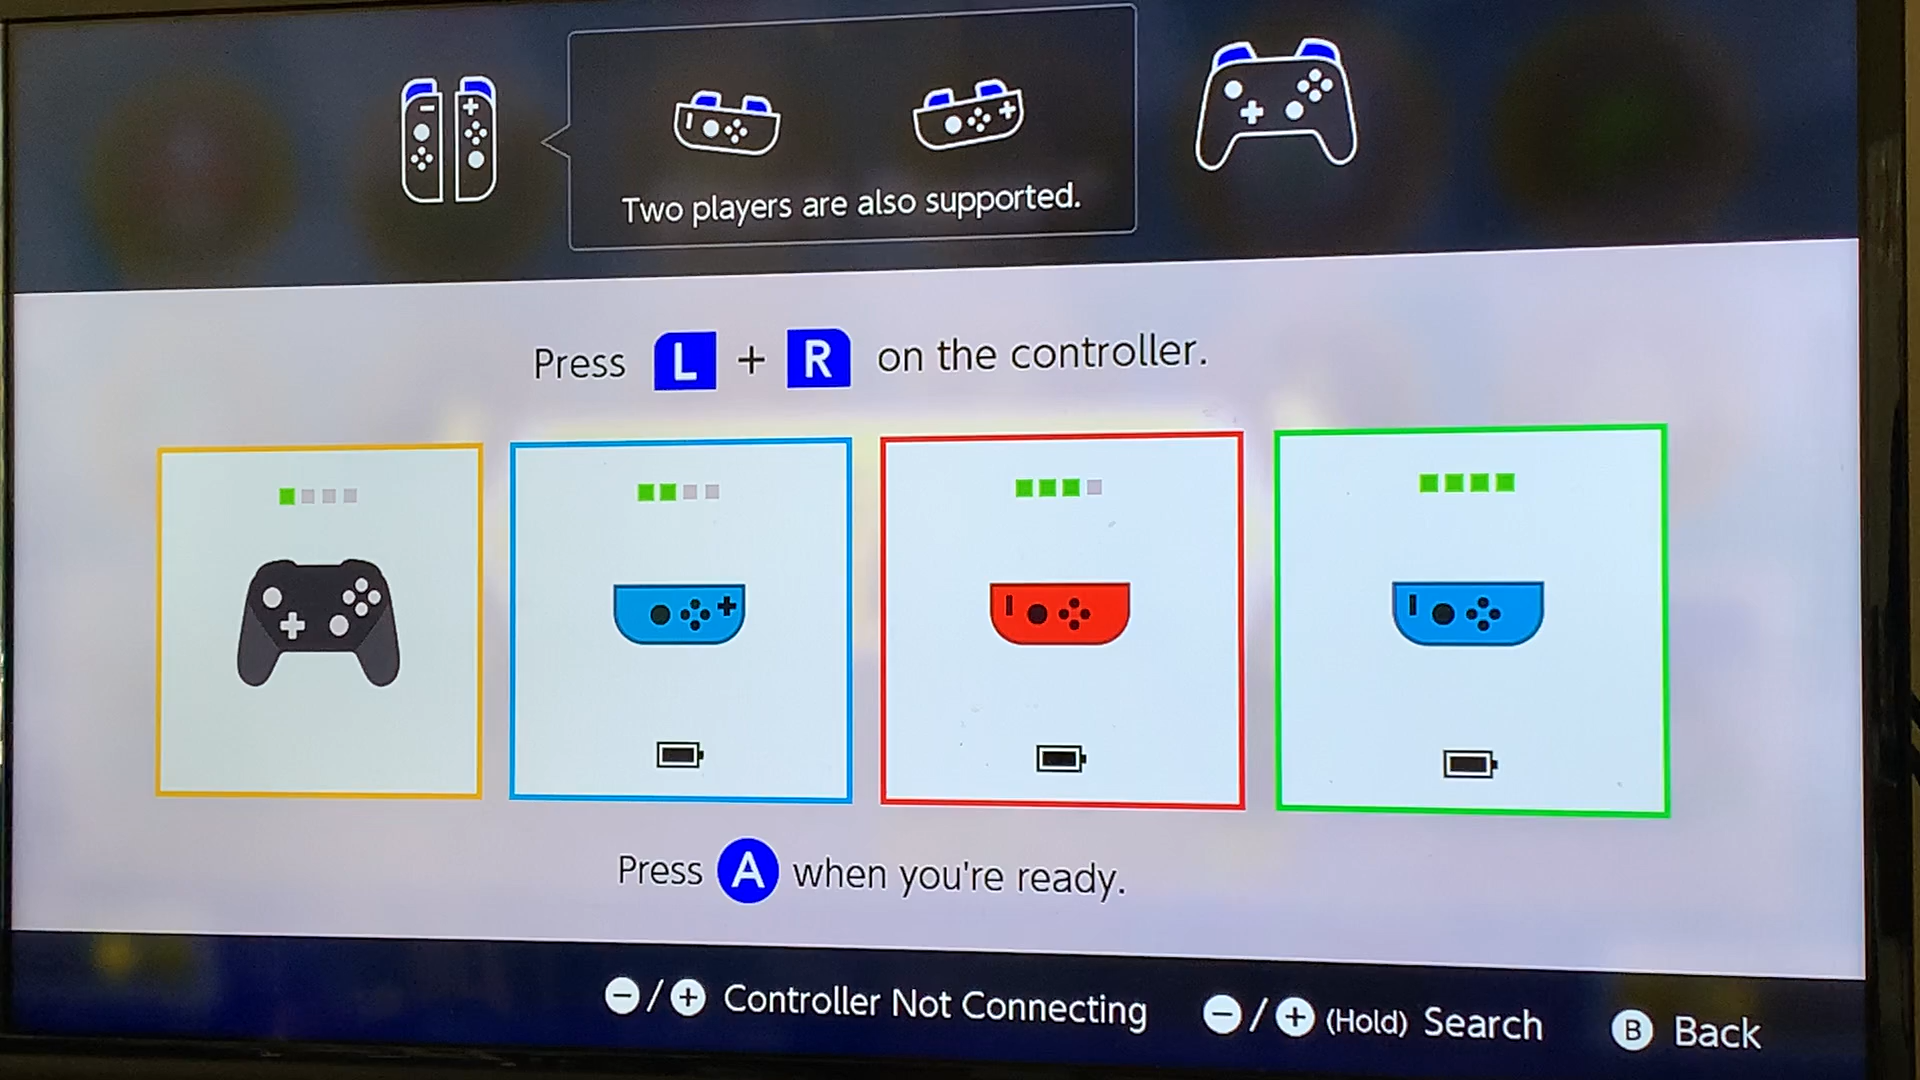 Two players are also supported.
Press L + R on the controller.
Press A when you're ready.
−/+ Controller Not Connecting −/+ (Hold) Search B Back